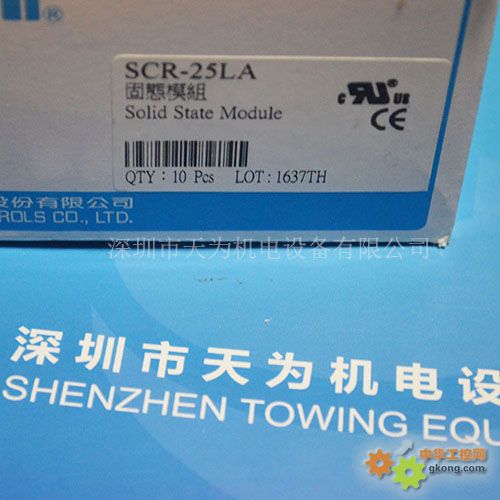 ®
SCR-25LA
固態模組
Solid State Module
c RU US
CE
QTY：10 Pcs LOT：1637TH
股份有限公司
ROLS CO., LTD.
深圳市天为机电设备有限公司
深圳市天为机电设
SHENZHEN TOWING EQU
中华工控网
gkong.com